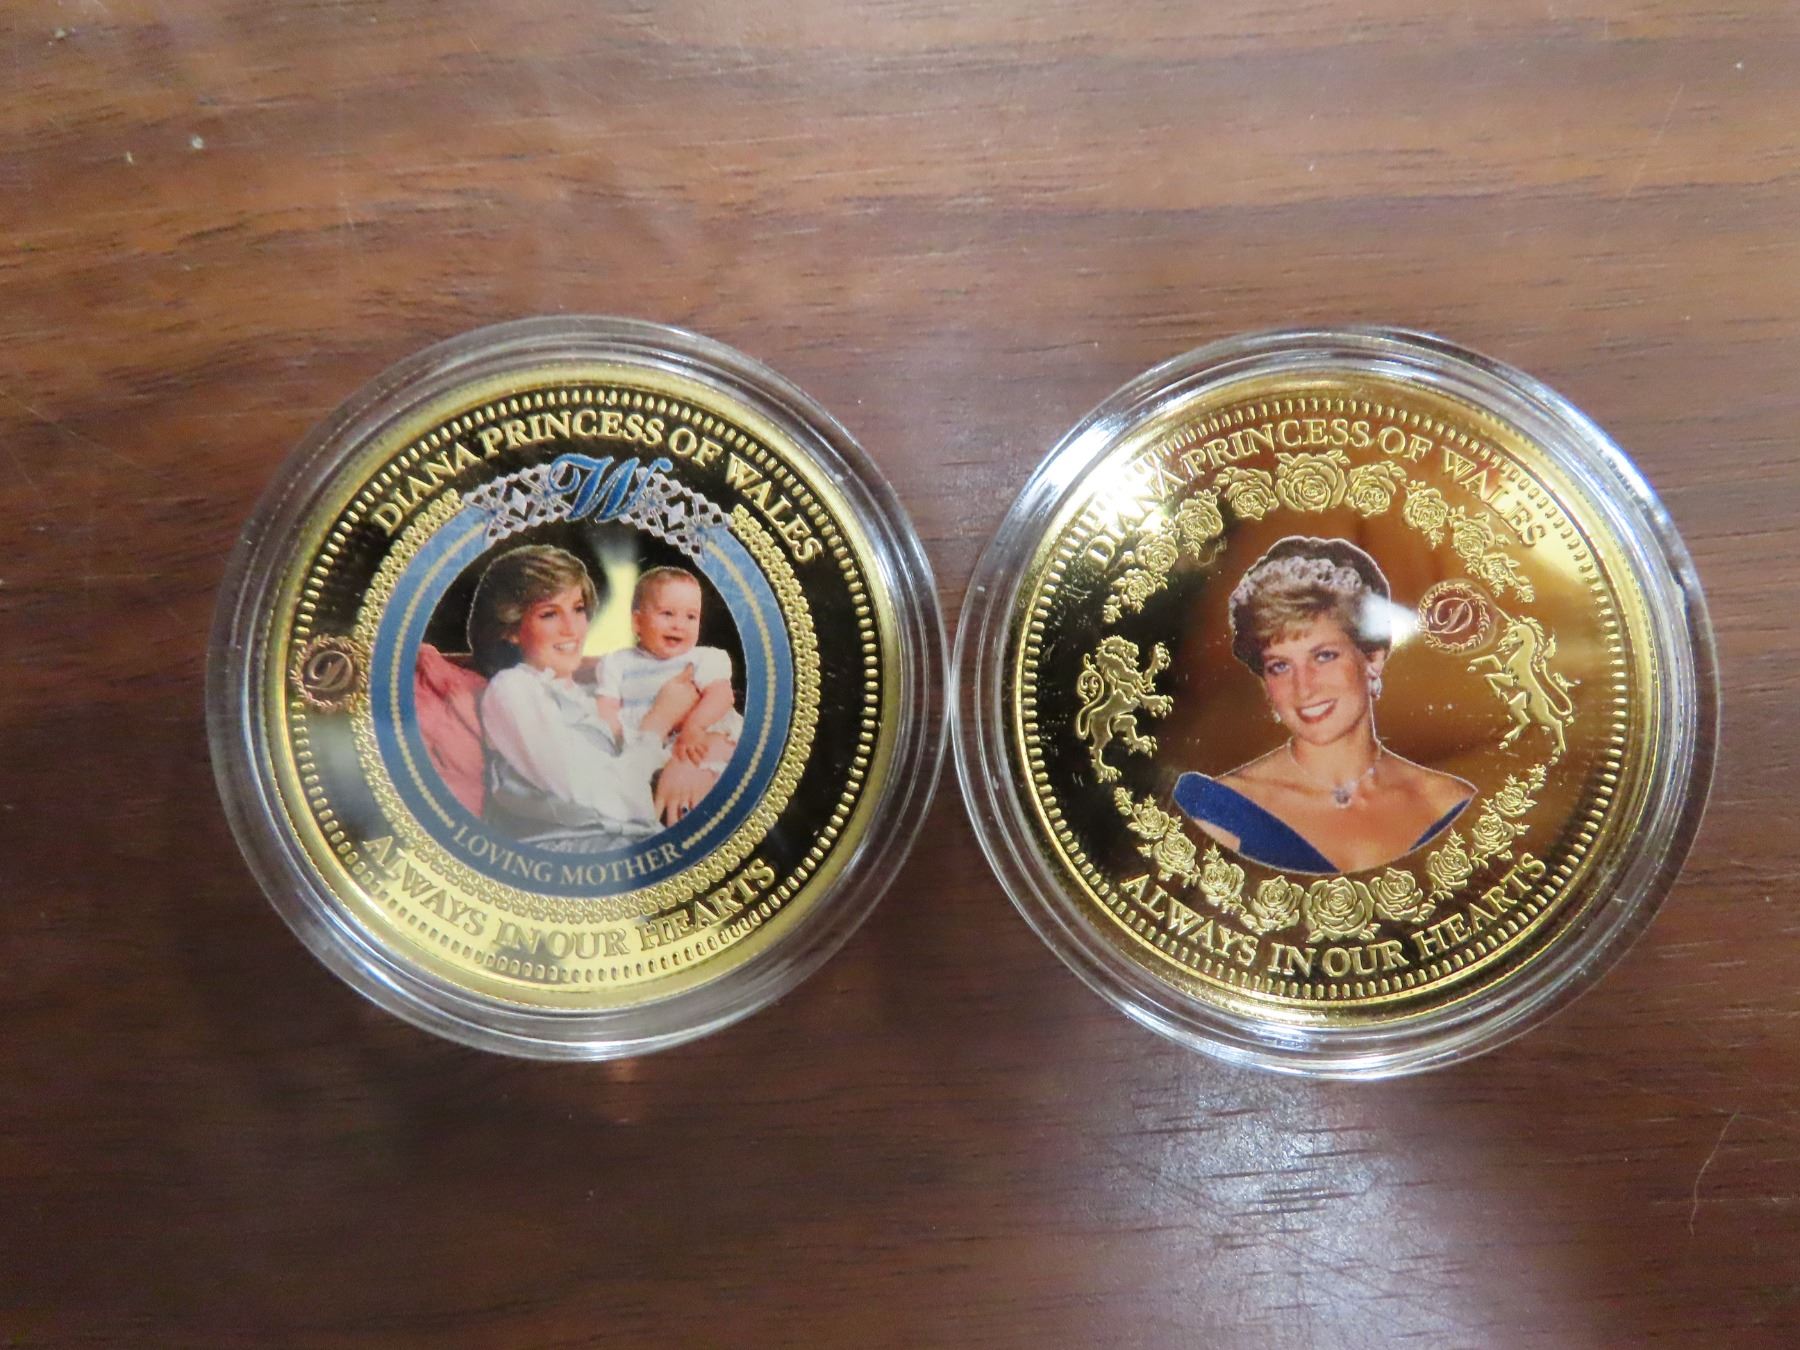 DIANA PRINCESS OF WALES
W
D
LOVING MOTHER
ALWAYS IN OUR HEARTS
DIANA PRINCESS OF WALES
D
ALWAYS IN OUR HEARTS